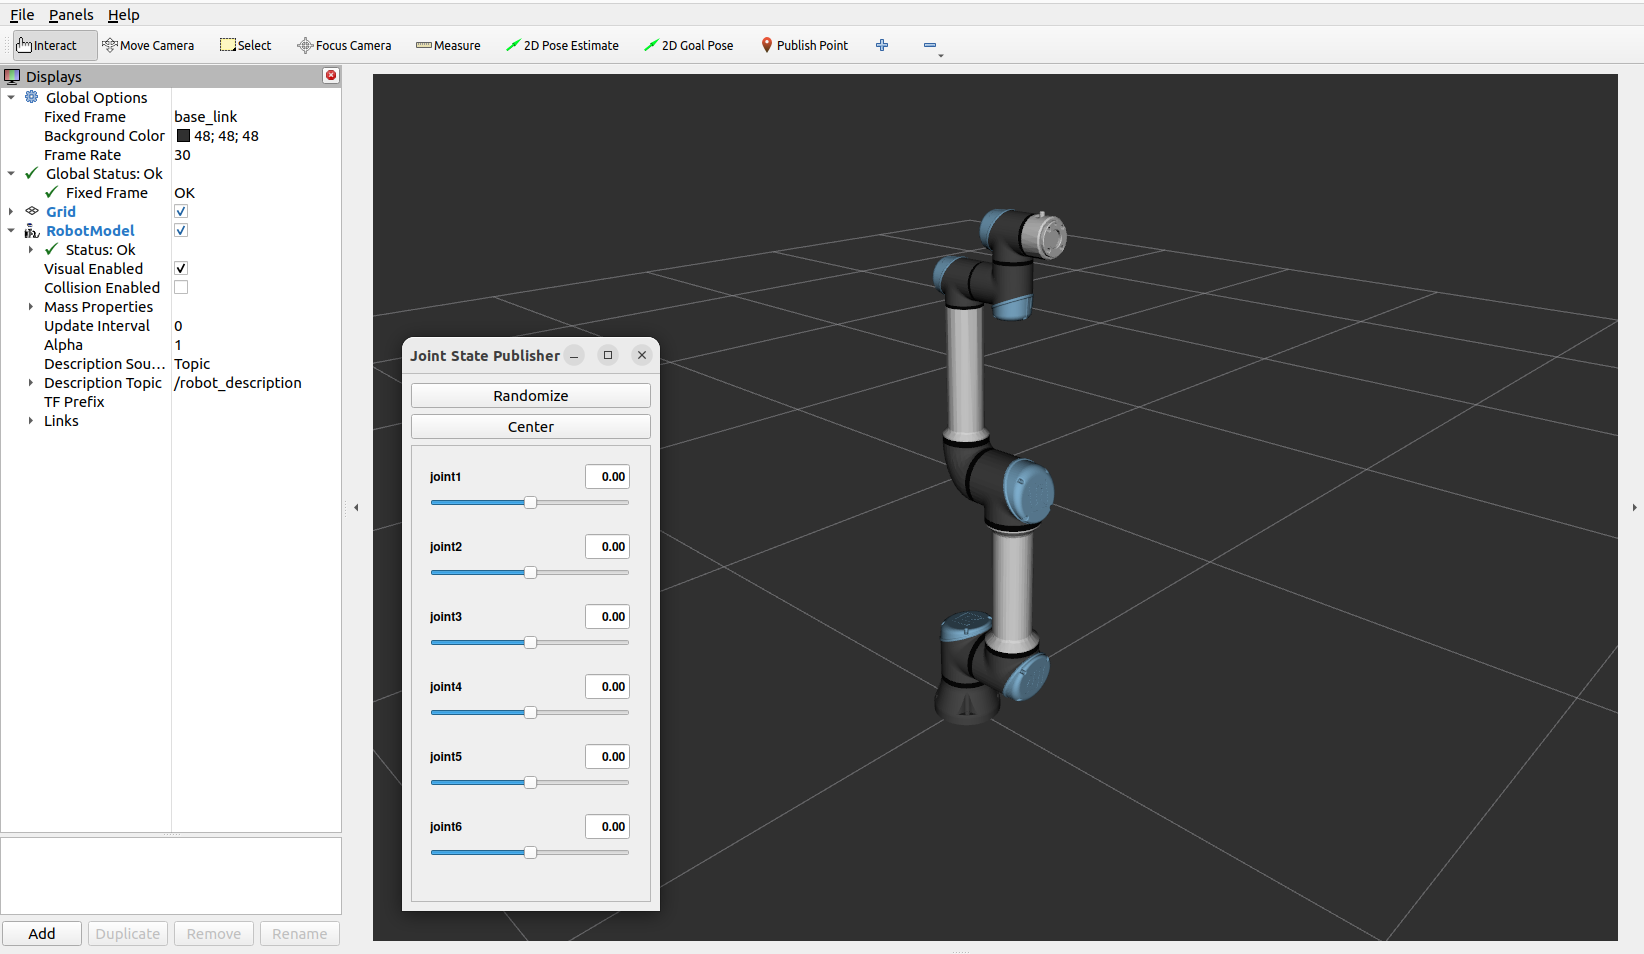 File Panels Help
Interact Move Camera Select Focus Camera Measure 2D Pose Estimate 2D Goal Pose Publish Point
Displays
Global Options
Fixed Frame base_link
Background Color 48; 48; 48
Frame Rate 30
Global Status: Ok
Fixed Frame OK
Grid
RobotModel
Status: Ok
Visual Enabled
Collision Enabled
Mass Properties
Update Interval 0
Alpha 1
Description Sou... Topic
Description Topic /robot_description
TF Prefix
Links
Add Duplicate Remove Rename
Joint State Publisher
Randomize
Center
joint1 0.00
joint2 0.00
joint3 0.00
joint4 0.00
joint5 0.00
joint6 0.00